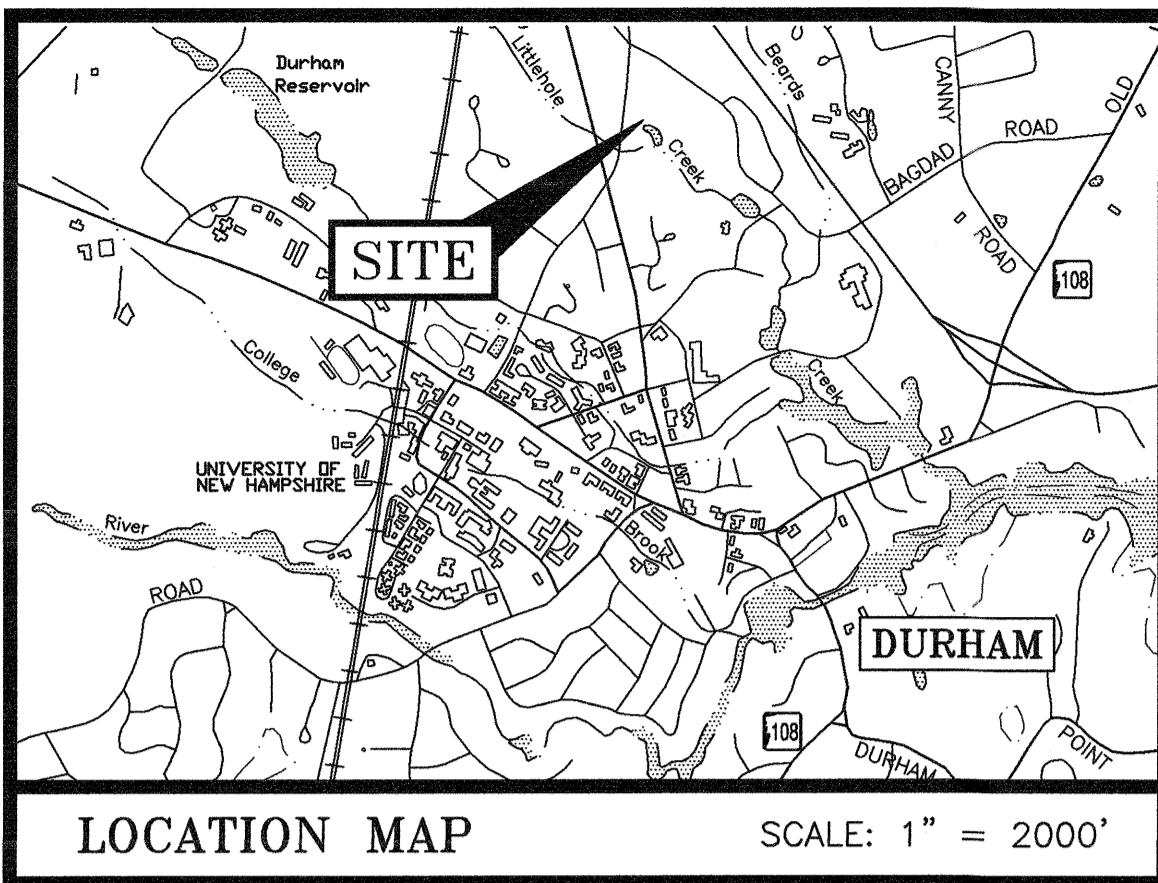 Durham
Reservoir
Littlehole
Beards
CANNY
OLD
ROAD
Creek
BAGDAD
SITE
ROAD
108
College
Creek
UNIVERSITY OF
NEW HAMPSHIRE
River
Brook
ROAD
DURHAM
108
POINT
DURHAM
LOCATION MAP
SCALE: 1" = 2000'